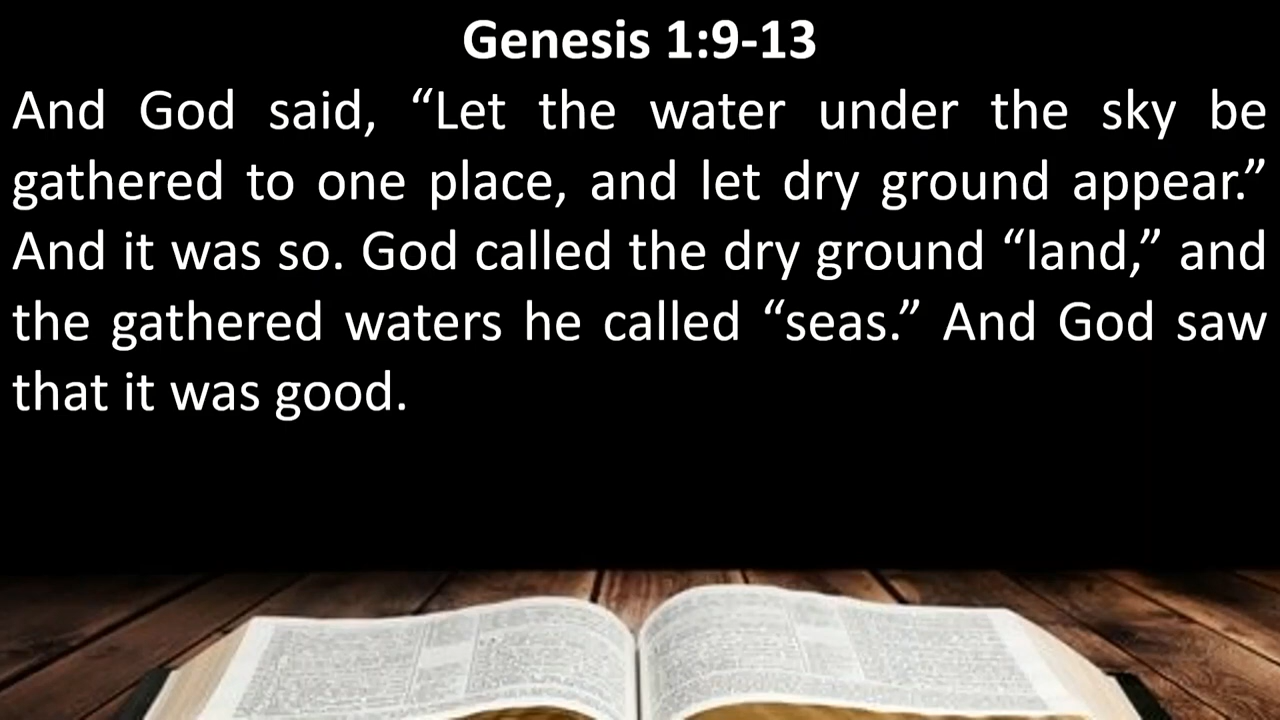 Genesis 1:9-13
And God said, “Let the water under the sky be
gathered to one place, and let dry ground appear.”
And it was so. God called the dry ground “land,” and
the gathered waters he called “seas.” And God saw
that it was good.